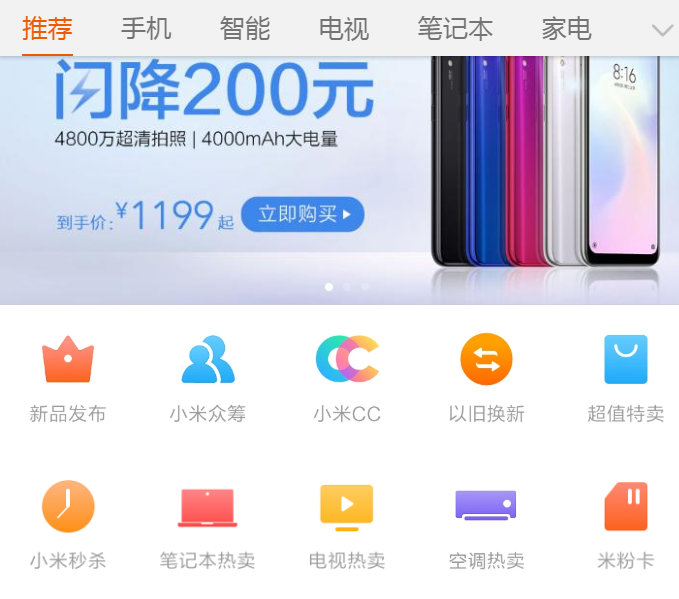 推荐 手机 智能 电视 笔记本 家电
闪降200元
4800万超清拍照 | 4000mAh大电量
到手价:¥1199起 立即购买
8:16
新品发布 小米众筹 小米CC 以旧换新 超值特卖
小米秒杀 笔记本热卖 电视热卖 空调热卖 米粉卡